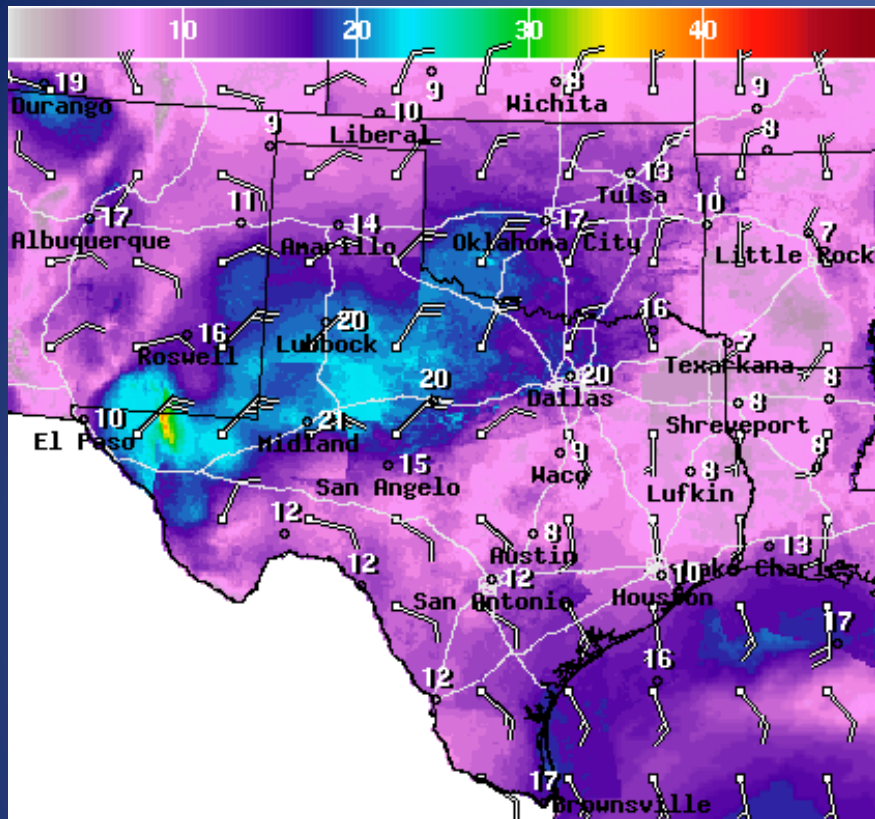 10 20 30 40
19 8
Durango 9 Wichita 9
10
Liberal
9 8
13
Tulsa
17 11 14 17 10
Albuquerque Amarillo Oklahoma City Little Rock 7
16 20 16
Roswell Lubbock Texarkana 7
20 20
Dallas 8
10 21 Shreveport 8
El Paso Midland
15 9 8
San Angelo Waco Lufkin 8
12 8 13
Austin Lake Charles
12 12 10
San Antonio Houston
17
16
12
17
Brownsville